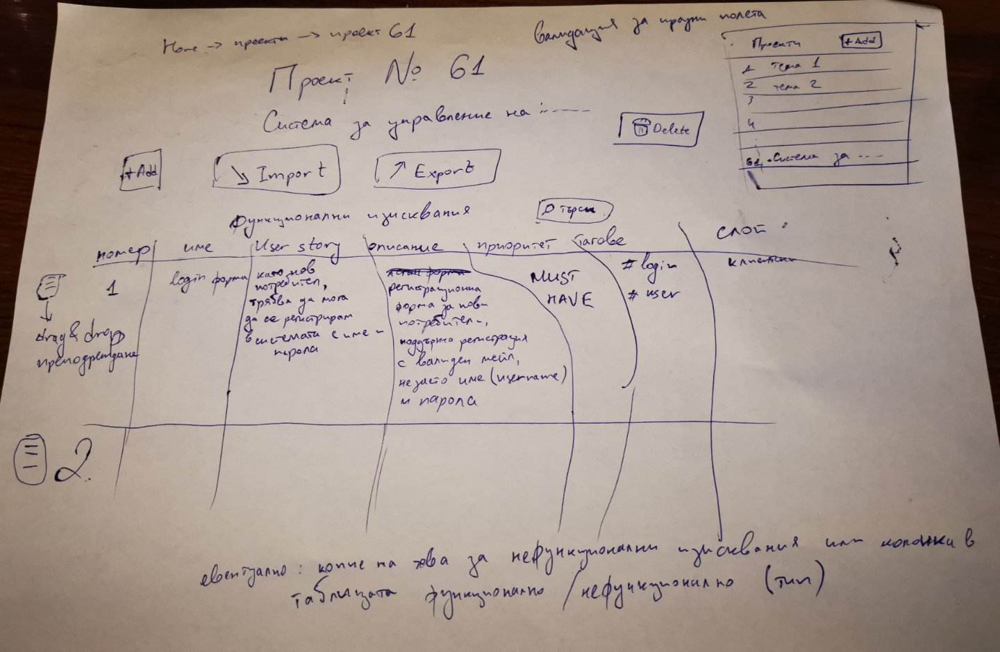 Home -> проекти -> проект 61
валидация за празни полета
Проект № 61
Система за управление на :-----
Delete
Проекти +Add
1 тема 1
2 тема 2
3
4
61. Система за ----
+Add
↘ Import
↗ Export
Функционални изисквания
търси
номер
име
User story
описание
приоритет
тагове
слой :
1
login форма
като нов
потребител,
трябва да мога
да се регистрирам
в системата с име и
парола
регистрационна
форма за нови
потребители,
поддържа регистрация
с валиден мейл,
незаето име (username)
и парола
MUST
HAVE
# login
# user
клиентски
drag & drop
преподреждане
2.
евентуално: копие на това за нефункционални изисквания или колонка в
таблицата функционално / нефункционално (тип)